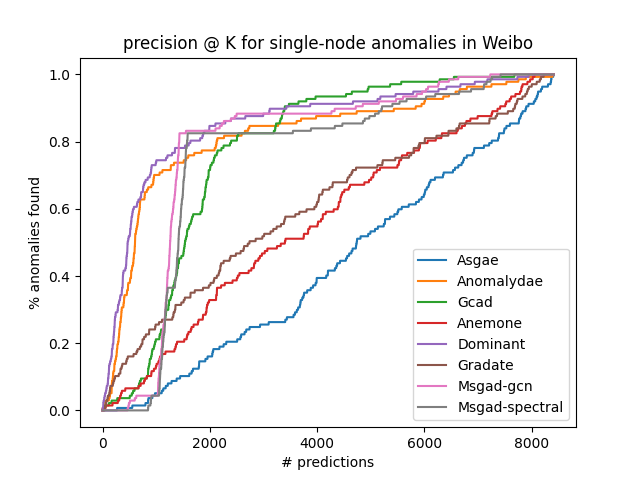 precision @ K for single-node anomalies in Weibo
1.0
0.8
0.6
0.4
0.2
0.0
% anomalies found
Asgae
Anomalydae
Gcad
Anemone
Dominant
Gradate
Msgad-gcn
Msgad-spectral
0 2000 4000 6000 8000
# predictions